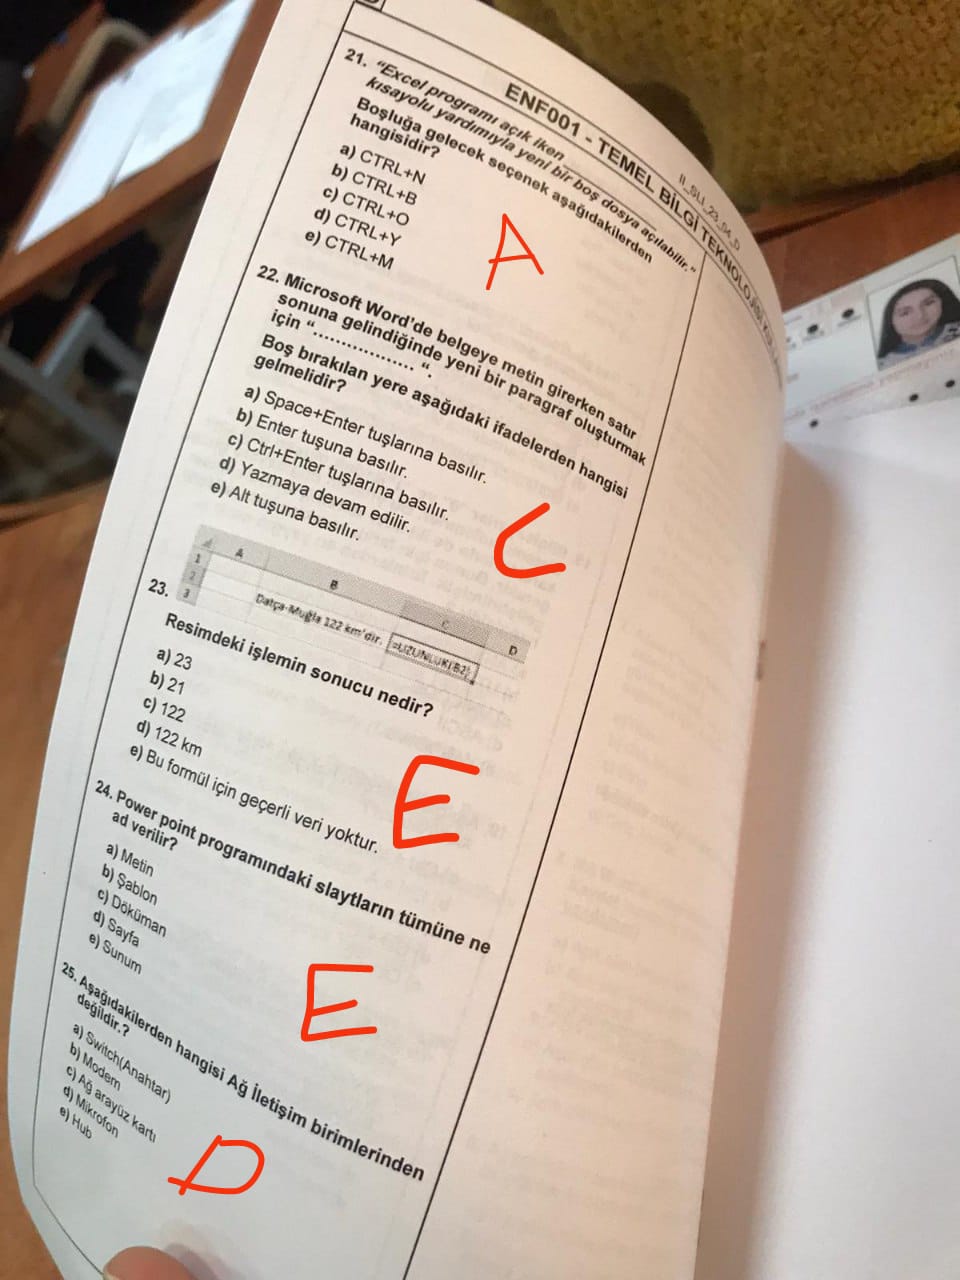 II_SLI_23_04_D
ENF001 - TEMEL BİLGİ TEKNOLOJİSİ
21. "Excel programı açık iken ____
kısayolu yardımıyla yeni bir boş dosya açılabilir."
Boşluğa gelecek seçenek aşağıdakilerden
hangisidir?
a) CTRL+N
b) CTRL+B
c) CTRL+O
d) CTRL+Y
e) CTRL+M
A
22. Microsoft Word'de belgeye metin girerken satır
sonuna gelindiğinde yeni bir paragraf oluşturmak
için "................. ".
Boş bırakılan yere aşağıdaki ifadelerden hangisi
gelmelidir?
a) Space+Enter tuşlarına basılır.
b) Enter tuşuna basılır.
c) Ctrl+Enter tuşlarına basılır.
d) Yazmaya devam edilir.
e) Alt tuşuna basılır.
C
A B C D
1
2 Datça-Muğla 122 km'dir. =UZUNLUK(B2)
3
23.
Resimdeki işlemin sonucu nedir?
a) 23
b) 21
c) 122
d) 122 km
e) Bu formül için geçerli veri yoktur.
E
24. Power point programındaki slaytların tümüne ne
ad verilir?
a) Metin
b) Şablon
c) Döküman
d) Sayfa
e) Sunum
E
25. Aşağıdakilerden hangisi Ağ İletişim birimlerinden
değildir.?
a) Switch(Anahtar)
b) Modem
c) Ağ arayüz kartı
d) Mikrofon
e) Hub
D